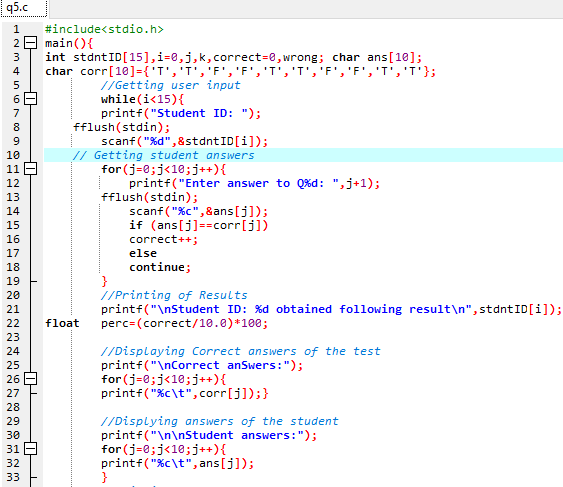 q5.c
1 #include<stdio.h>
2 main(){
3 int stdntID[15],i=0,j,k,correct=0,wrong; char ans[10];
4 char corr[10]={'T','T','F','F','T','T','F','F','T','T'};
5 //Getting user input
6 while(i<15){
7 printf("Student ID: ");
8 fflush(stdin);
9 scanf("%d",&stdntID[i]);
10 // Getting student answers
11 for(j=0;j<10;j++){
12 printf("Enter answer to Q%d: ",j+1);
13 fflush(stdin);
14 scanf("%c",&ans[j]);
15 if (ans[j]==corr[j])
16 correct++;
17 else
18 continue;
19 }
20 //Printing of Results
21 printf("\nStudent ID: %d obtained following result\n",stdntID[i]);
22 float perc=(correct/10.0)*100;
23
24 //Displaying Correct answers of the test
25 printf("\nCorrect anSwers:");
26 for(j=0;j<10;j++){
27 printf("%c\t",corr[j]);}
28
29 //Displying answers of the student
30 printf("\n\nStudent answers:");
31 for(j=0;j<10;j++){
32 printf("%c\t",ans[j]);
33 }